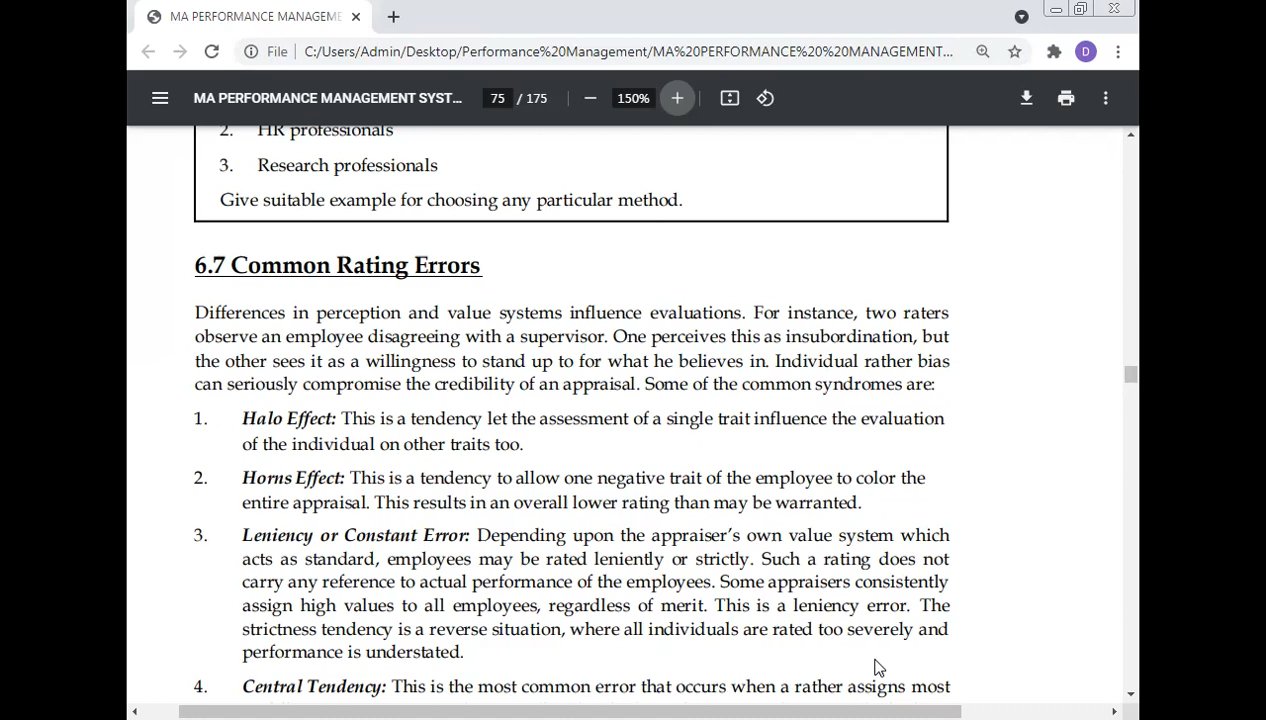 MA PERFORMANCE MANAGEME
File C:/Users/Admin/Desktop/Performance%20Management/MA%20PERFORMANCE%20%20MANAGEMENT... D
MA PERFORMANCE MANAGEMENT SYST... 75 / 175 150%
2. HR professionals
3. Research professionals
Give suitable example for choosing any particular method.
6.7 Common Rating Errors
Differences in perception and value systems influence evaluations. For instance, two raters
observe an employee disagreeing with a supervisor. One perceives this as insubordination, but
the other sees it as a willingness to stand up to for what he believes in. Individual rather bias
can seriously compromise the credibility of an appraisal. Some of the common syndromes are:
1. Halo Effect: This is a tendency let the assessment of a single trait influence the evaluation
of the individual on other traits too.
2. Horns Effect: This is a tendency to allow one negative trait of the employee to color the
entire appraisal. This results in an overall lower rating than may be warranted.
3. Leniency or Constant Error: Depending upon the appraiser's own value system which
acts as standard, employees may be rated leniently or strictly. Such a rating does not
carry any reference to actual performance of the employees. Some appraisers consistently
assign high values to all employees, regardless of merit. This is a leniency error. The
strictness tendency is a reverse situation, where all individuals are rated too severely and
performance is understated.
4. Central Tendency: This is the most common error that occurs when a rather assigns most